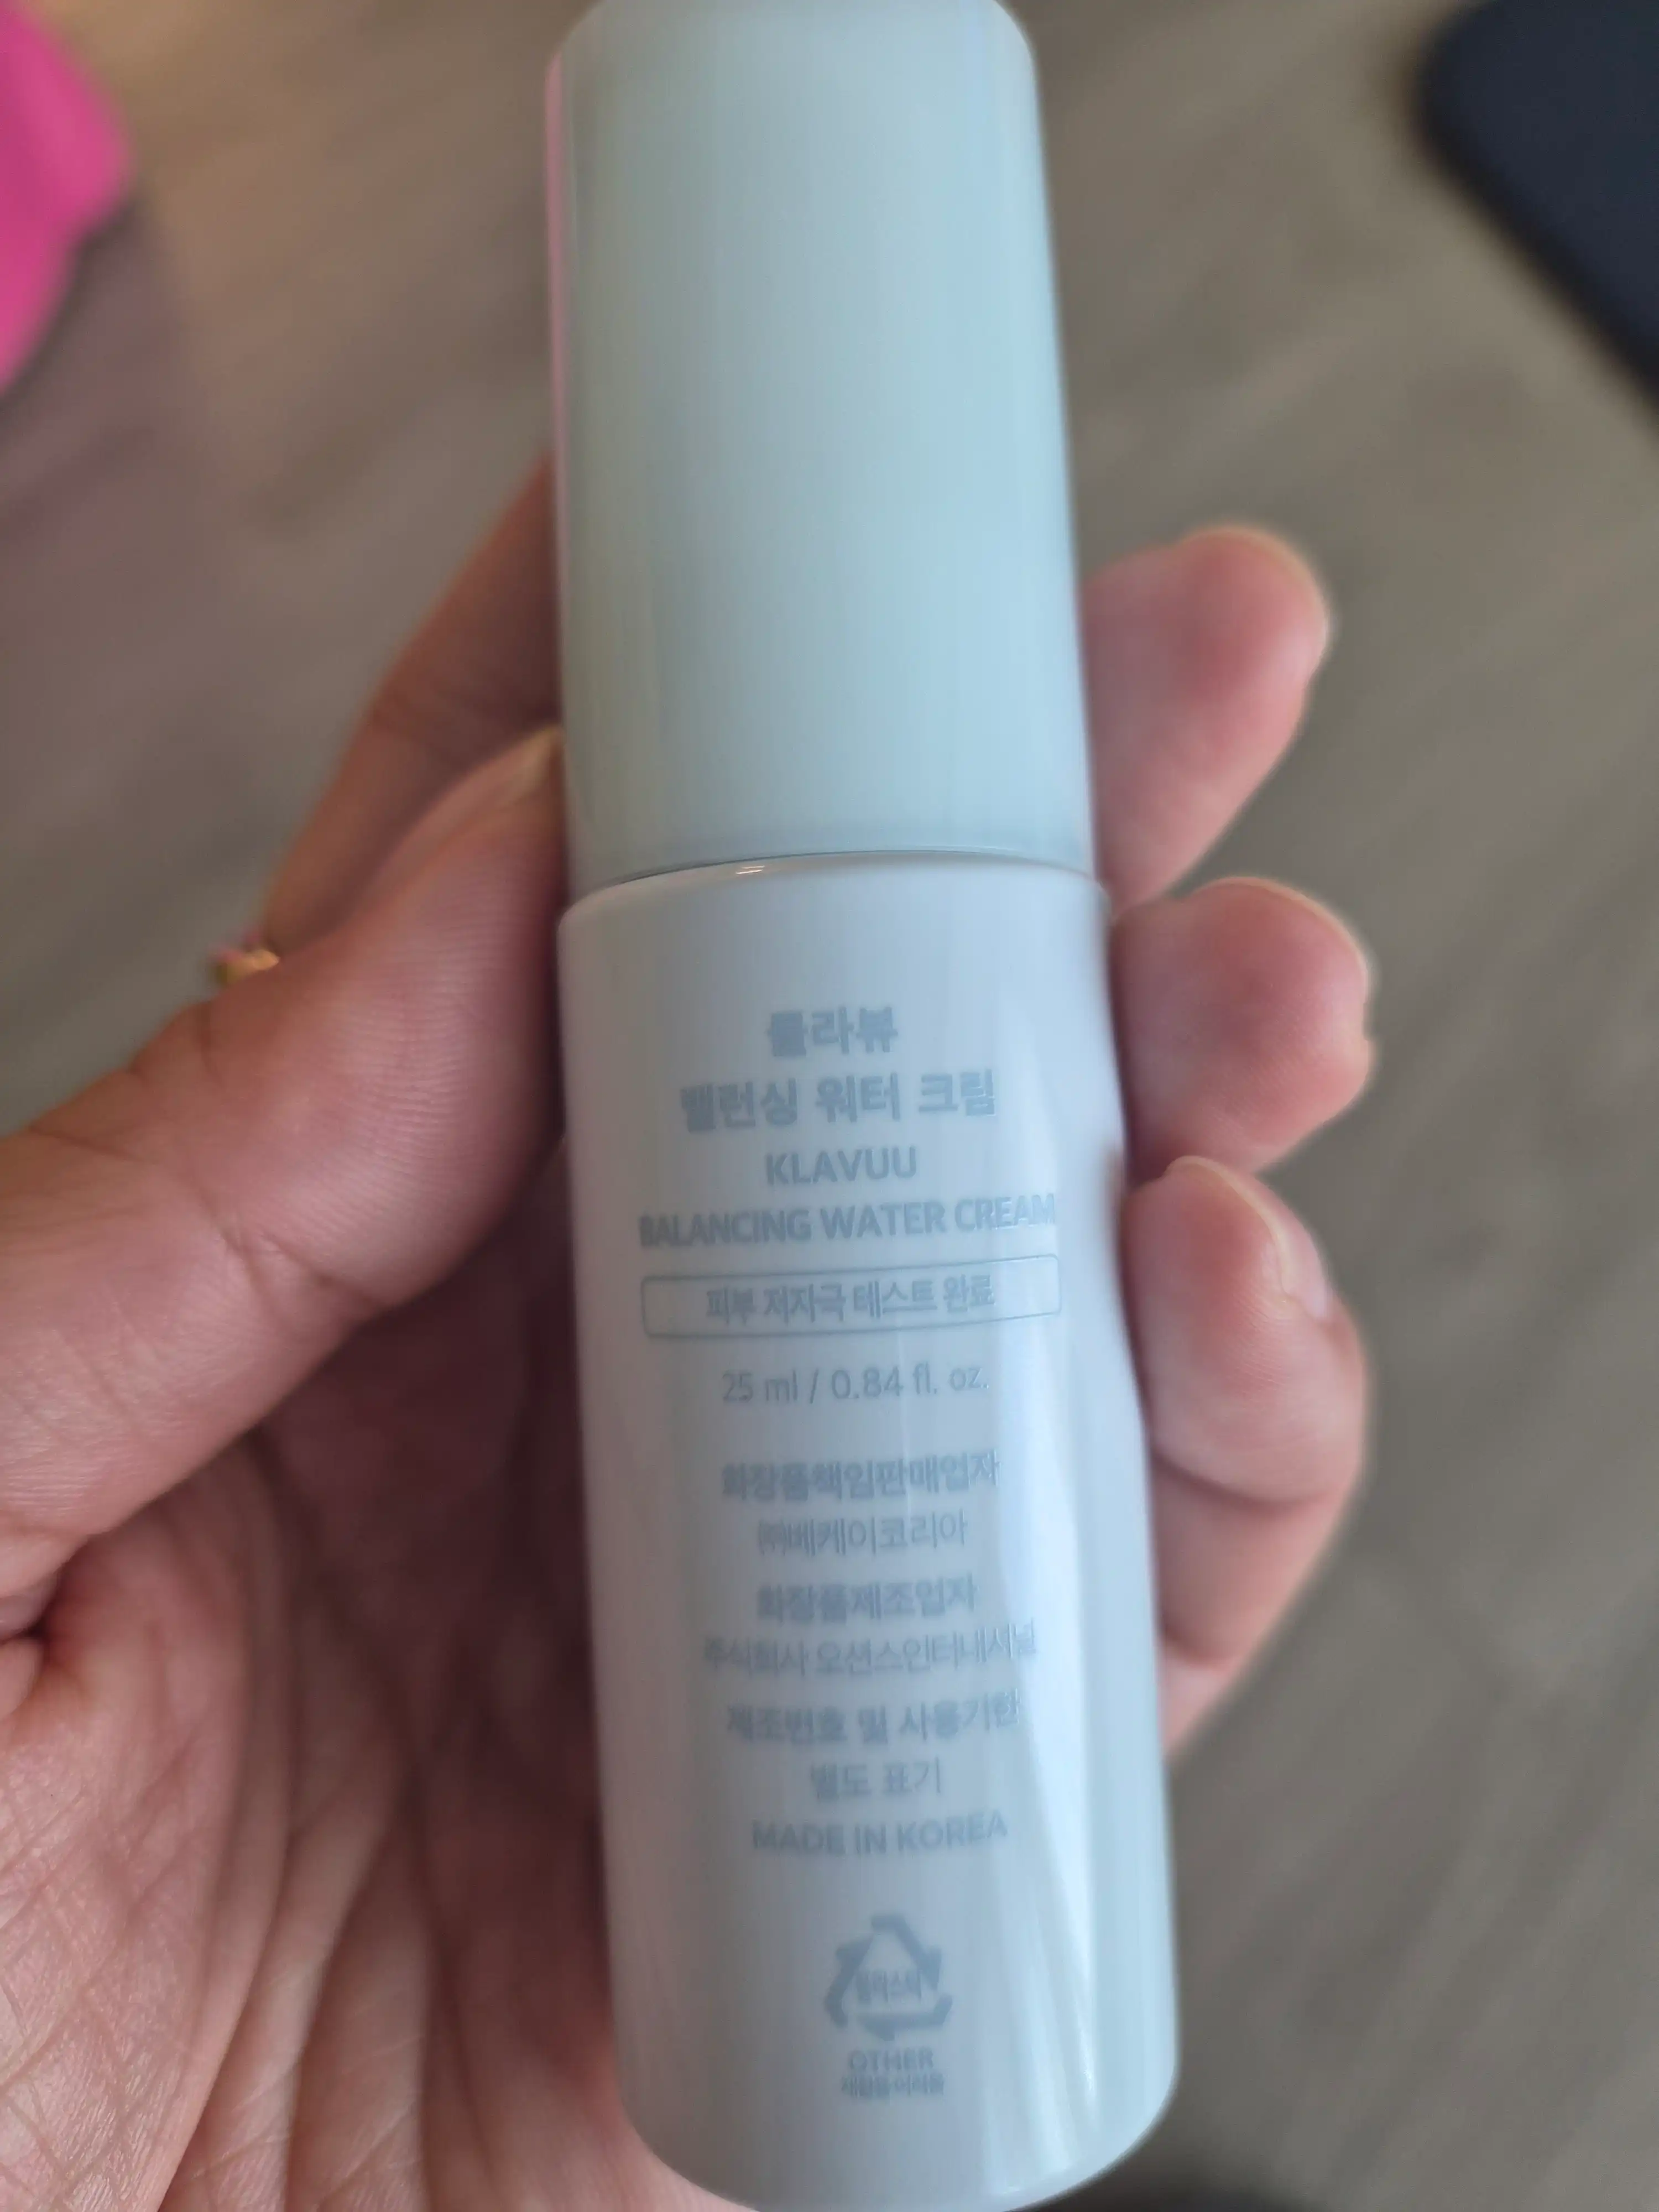 클라뷰
밸런싱 워터 크림
KLAVUU
BALANCING WATER CREAM
피부 저자극 테스트 완료
25 ml / 0.84 fl. oz.
화장품책임판매업자
㈜베케이코리아
화장품제조업자
주식회사 오션스인터내셔널
제조번호 및 사용기한
별도 표기
MADE IN KOREA
플라스틱
OTHER